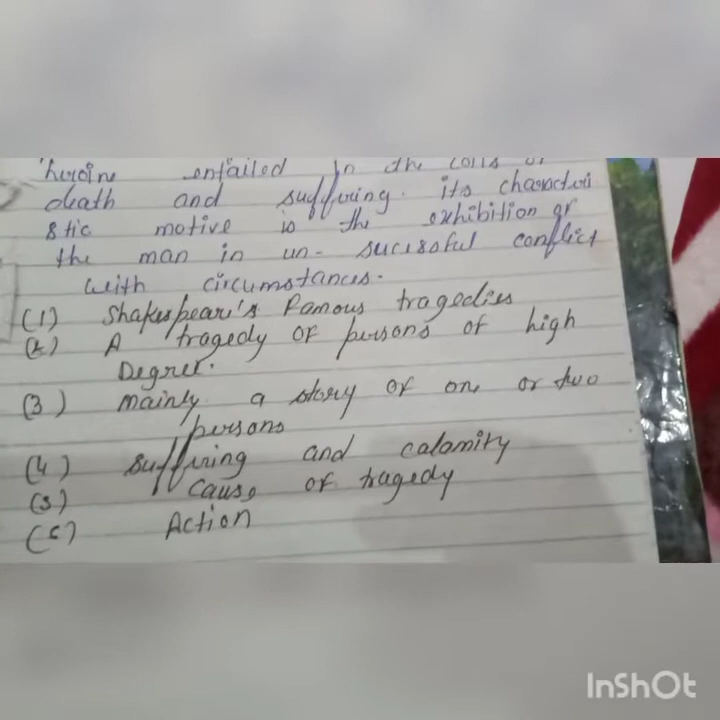 heroine entailed in the coils of
death and suffering. its characteri
stic motive is the exhibition of
the man in un- sucessful conflict
with circumstances.
(1) Shakespeare's Famous tragedies
(2) A tragedy of persons of high
Degree.
(3) mainly a story of one or two
persons
(4) suffering and calamity
(5) Cause of tragedy
(6) Action
InShOt